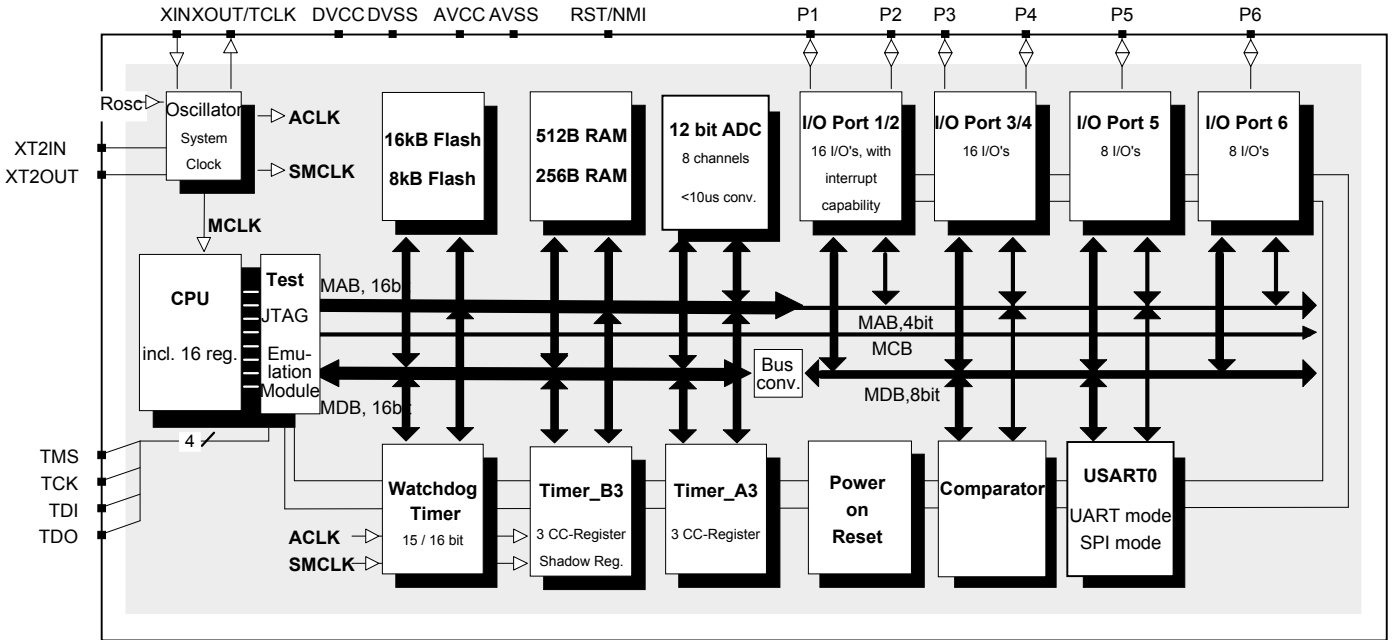 XIN XOUT/TCLK DVCC DVSS AVCC AVSS RST/NMI P1 P2 P3 P4 P5 P6
Rosc
Oscillator
System
Clock
ACLK
SMCLK
XT2IN
XT2OUT
MCLK
16kB Flash
8kB Flash
512B RAM
256B RAM
12 bit ADC
8 channels
<10us conv.
I/O Port 1/2
16 I/O's, with
interrupt
capability
I/O Port 3/4
16 I/O's
I/O Port 5
8 I/O's
I/O Port 6
8 I/O's
CPU
incl. 16 reg.
Test
JTAG
Emu-
lation
Module
MAB, 16bit
MDB, 16bit
MAB,4bit
MCB
Bus
conv.
MDB,8bit
4
TMS
TCK
TDI
TDO
ACLK
SMCLK
Watchdog
Timer
15 / 16 bit
Timer_B3
3 CC-Register
Shadow Reg.
Timer_A3
3 CC-Register
Power
on
Reset
Comparator
USART0
UART mode
SPI mode